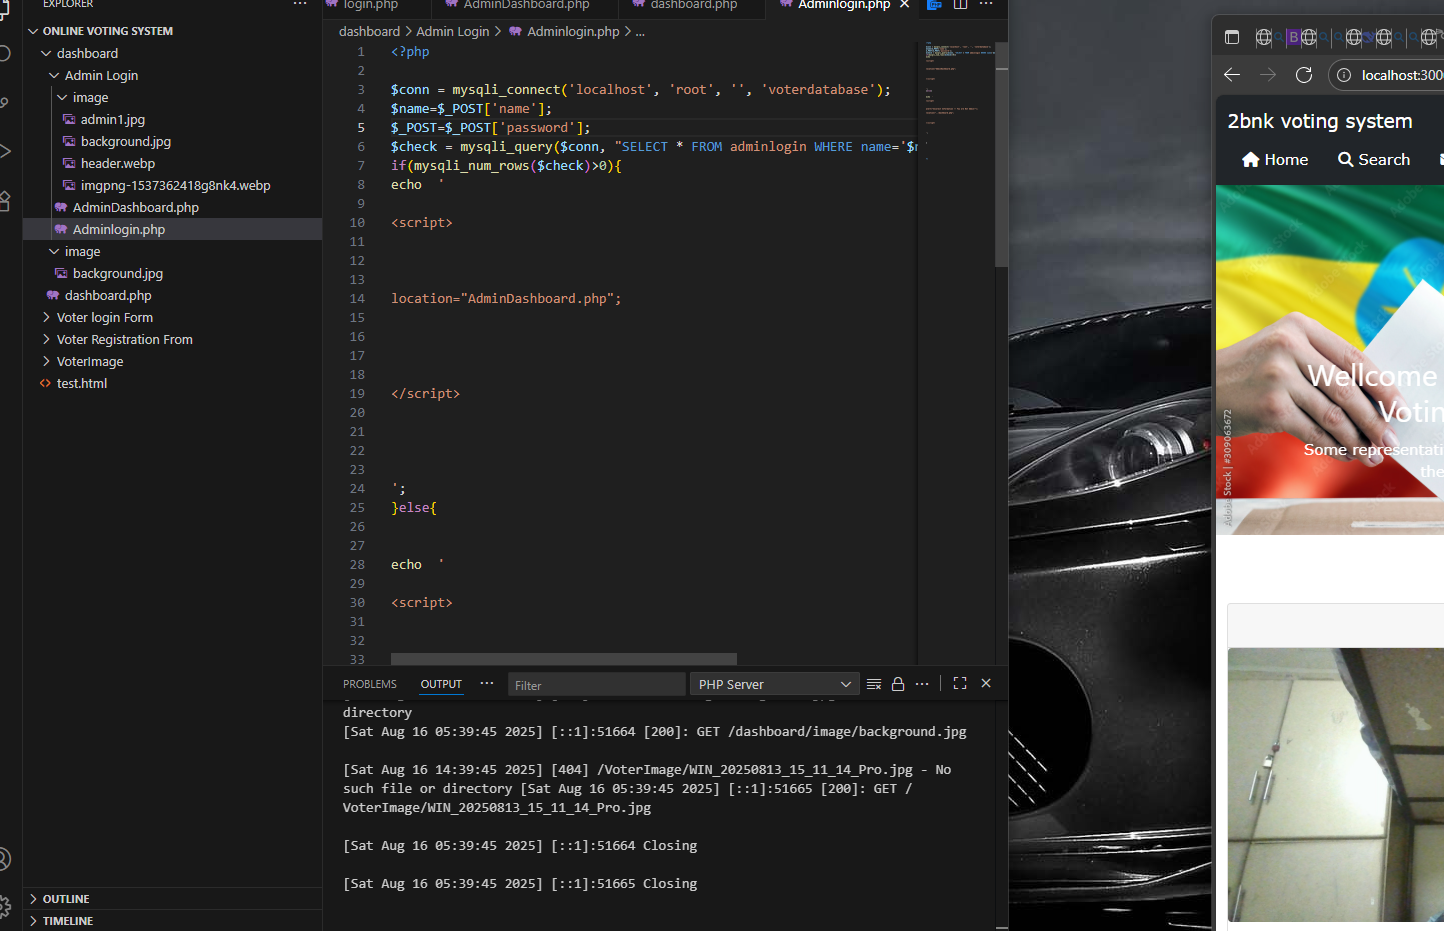 EXPLORER
ONLINE VOTING SYSTEM
dashboard
Admin Login
image
admin1.jpg
background.jpg
header.webp
imgpng-1537362418g8nk4.webp
AdminDashboard.php
Adminlogin.php
image
background.jpg
dashboard.php
Voter login Form
Voter Registration From
VoterImage
test.html
OUTLINE
TIMELINE
login.php
AdminDashboard.php
dashboard.php
Adminlogin.php
dashboard > Admin Login > Adminlogin.php > ...
1 <?php
2
3 $conn = mysqli_connect('localhost', 'root', '', 'voterdatabase');
4 $name=$_POST['name'];
5 $_POST=$_POST['password'];
6 $check = mysqli_query($conn, "SELECT * FROM adminlogin WHERE name='$
7 if(mysqli_num_rows($check)>0){
8 echo '
9
10 <script>
11
12
13
14 location="AdminDashboard.php";
15
16
17
18
19 </script>
20
21
22
23
24 ';
25 }else{
26
27
28 echo '
29
30 <script>
31
32
33
PROBLEMS
OUTPUT
Filter
PHP Server
directory
[Sat Aug 16 05:39:45 2025] [::1]:51664 [200]: GET /dashboard/image/background.jpg
[Sat Aug 16 14:39:45 2025] [404] /VoterImage/WIN_20250813_15_11_14_Pro.jpg - No
such file or directory [Sat Aug 16 05:39:45 2025] [::1]:51665 [200]: GET /
VoterImage/WIN_20250813_15_11_14_Pro.jpg
[Sat Aug 16 05:39:45 2025] [::1]:51664 Closing
[Sat Aug 16 05:39:45 2025] [::1]:51665 Closing
B
localhost:300
2bnk voting system
Home
Search
Wellcome
Votin
Some representati
the
Adobe Stock | #309063672